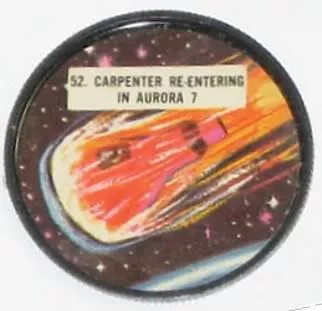 52. CARPENTER RE-ENTERING
IN AURORA 7